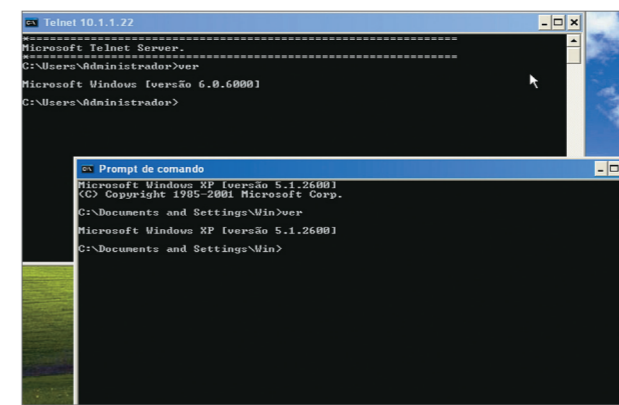 Telnet 10.1.1.22
*===============================================================
Microsoft Telnet Server.
*===============================================================
C:\Users\Administrador>ver
Microsoft Windows [versão 6.0.6000]
C:\Users\Administrador>
Prompt de comando
Microsoft Windows XP [versão 5.1.2600]
(C) Copyright 1985-2001 Microsoft Corp.
C:\Documents and Settings\Win>ver
Microsoft Windows XP [versão 5.1.2600]
C:\Documents and Settings\Win>